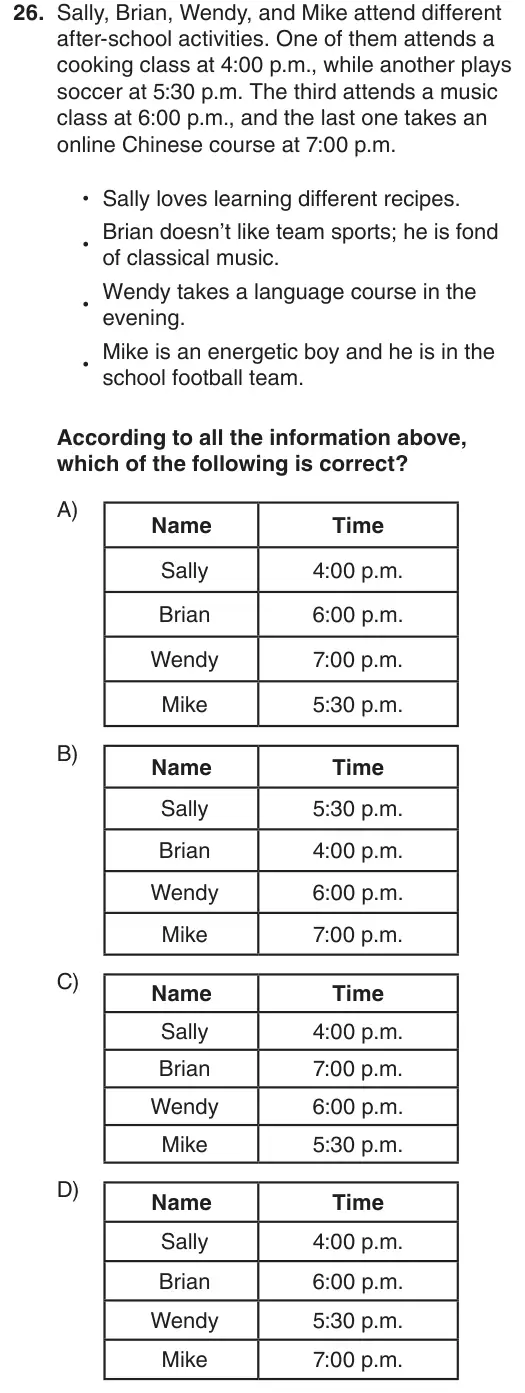 26. Sally, Brian, Wendy, and Mike attend different
after-school activities. One of them attends a
cooking class at 4:00 p.m., while another plays
soccer at 5:30 p.m. The third attends a music
class at 6:00 p.m., and the last one takes an
online Chinese course at 7:00 p.m.
• Sally loves learning different recipes.
• Brian doesn’t like team sports; he is fond
of classical music.
• Wendy takes a language course in the
evening.
• Mike is an energetic boy and he is in the
school football team.
According to all the information above,
which of the following is correct?
A)
Name Time
Sally 4:00 p.m.
Brian 6:00 p.m.
Wendy 7:00 p.m.
Mike 5:30 p.m.
B)
Name Time
Sally 5:30 p.m.
Brian 4:00 p.m.
Wendy 6:00 p.m.
Mike 7:00 p.m.
C)
Name Time
Sally 4:00 p.m.
Brian 7:00 p.m.
Wendy 6:00 p.m.
Mike 5:30 p.m.
D)
Name Time
Sally 4:00 p.m.
Brian 6:00 p.m.
Wendy 5:30 p.m.
Mike 7:00 p.m.